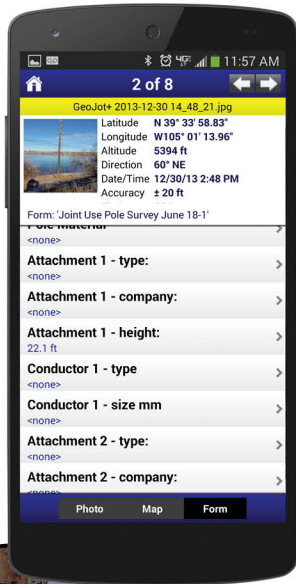 GO
4G
11:57 AM
2 of 8
GeoJot+ 2013-12-30 14_48_21.jpg
Latitude N 39° 33' 58.83"
Longitude W105° 01' 13.96"
Altitude 5394 ft
Direction 60° NE
Date/Time 12/30/13 2:48 PM
Accuracy ± 20 ft
Form: 'Joint Use Pole Survey June 18-1'
Pole Material
<none>
Attachment 1 - type:
<none>
Attachment 1 - company:
<none>
Attachment 1 - height:
22.1 ft
Conductor 1 - type
<none>
Conductor 1 - size mm
<none>
Attachment 2 - type:
<none>
Attachment 2 - company:
<none>
Photo Map Form